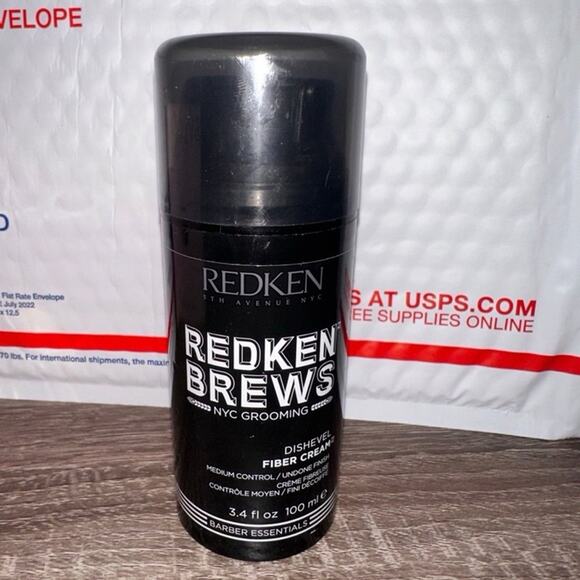 VELOPE
REDKEN
5TH AVENUE NYC
REDKEN
BREWS
NYC GROOMING
DISHEVEL
FIBER CREAM
MEDIUM CONTROL / UNDONE FINISH
CRÈME FIBREUSE
CONTRÔLE MOYEN / FINI DÉCOIFFÉ
3.4 fl oz 100 ml e
BARBER ESSENTIALS
Flat Rate Envelope
July 2022
x 12.5
70 lbs. For international shipments, the maxim
S AT USPS.COM
EE SUPPLIES ONLINE